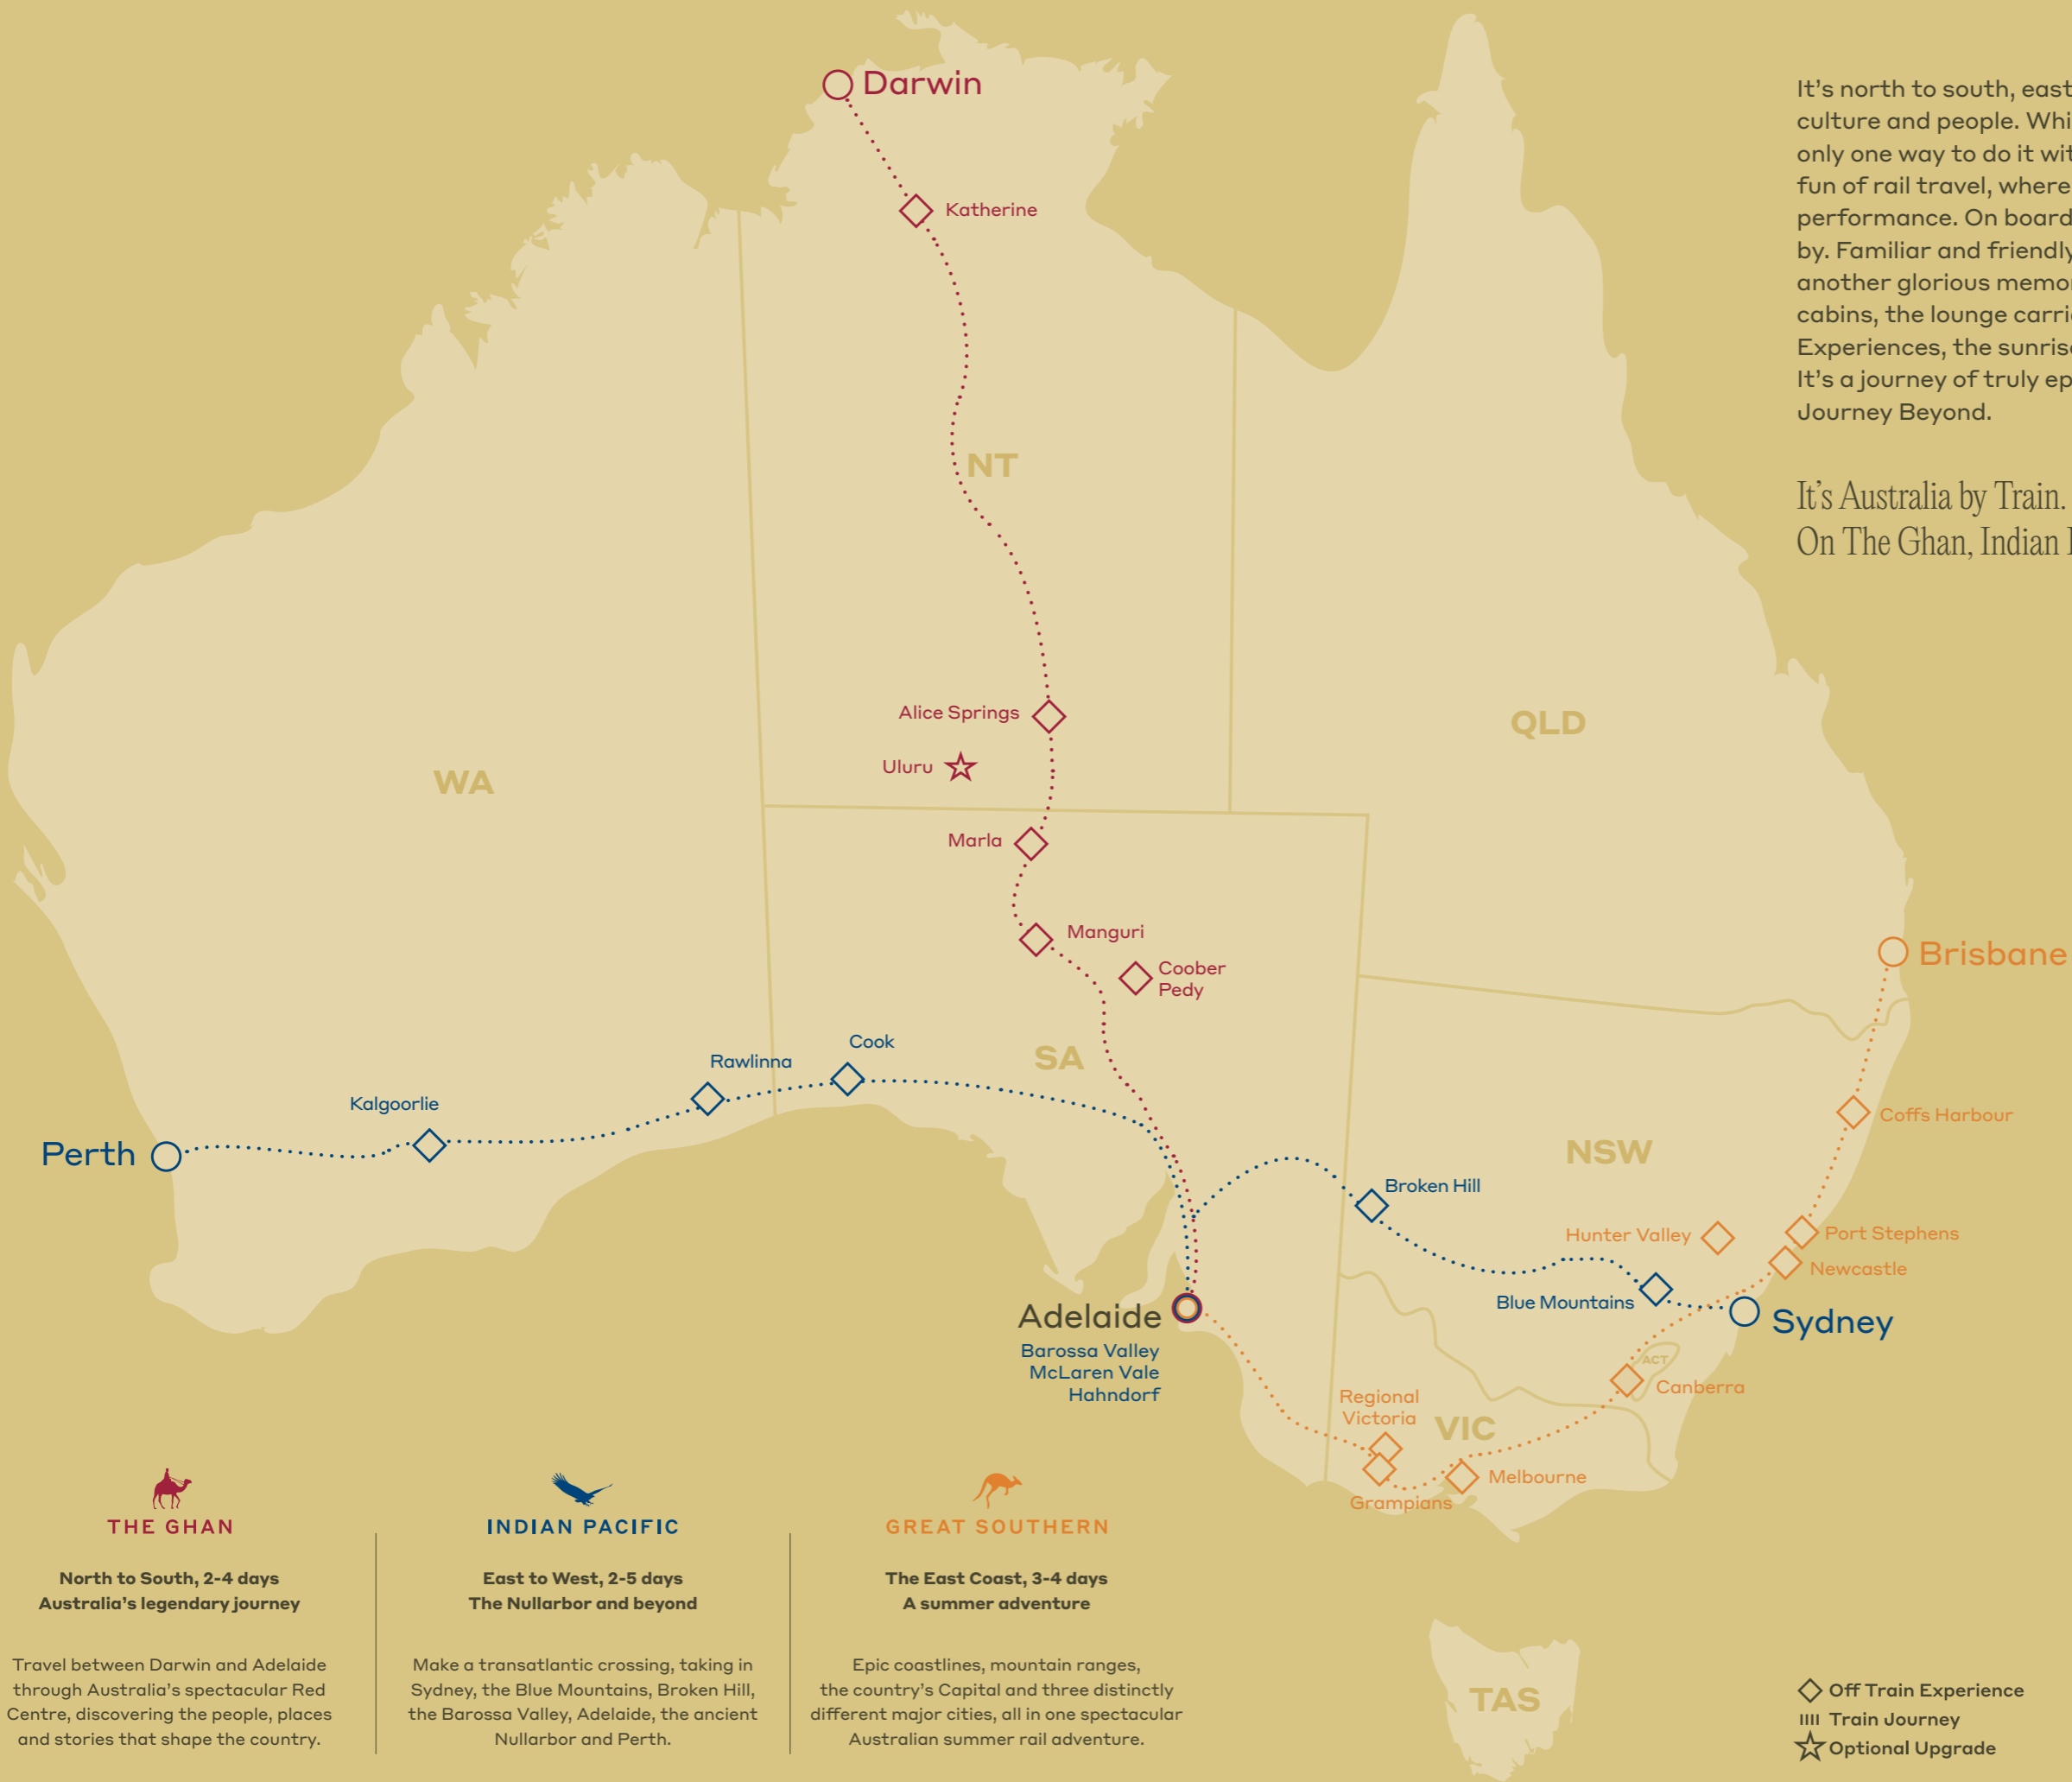 It's north to south, east
culture and people. Whi
only one way to do it wit
fun of rail travel, where
performance. On board
by. Familiar and friendly
another glorious memor
cabins, the lounge carri
Experiences, the sunris
It's a journey of truly ep
Journey Beyond.
It's Australia by Train.
On The Ghan, Indian
Darwin
Katherine
NT
Alice Springs
Uluru
QLD
WA
Marla
Manguri
Coober
Pedy
Brisbane
Cook
SA
Rawlinna
Kalgoorlie
Perth
Coffs Harbour
NSW
Broken Hill
Hunter Valley
Port Stephens
Newcastle
Blue Mountains
Sydney
Adelaide
Barossa Valley
McLaren Vale
Hahndorf
ACT
Canberra
Regional
Victoria
VIC
Melbourne
Grampians
THE GHAN
North to South, 2-4 days
Australia's legendary journey
Travel between Darwin and Adelaide
through Australia's spectacular Red
Centre, discovering the people, places
and stories that shape the country.
INDIAN PACIFIC
East to West, 2-5 days
The Nullarbor and beyond
Make a transatlantic crossing, taking in
Sydney, the Blue Mountains, Broken Hill,
the Barossa Valley, Adelaide, the ancient
Nullarbor and Perth.
GREAT SOUTHERN
The East Coast, 3-4 days
A summer adventure
Epic coastlines, mountain ranges,
the country's Capital and three distinctly
different major cities, all in one spectacular
Australian summer rail adventure.
TAS
Off Train Experience
Train Journey
Optional Upgrade